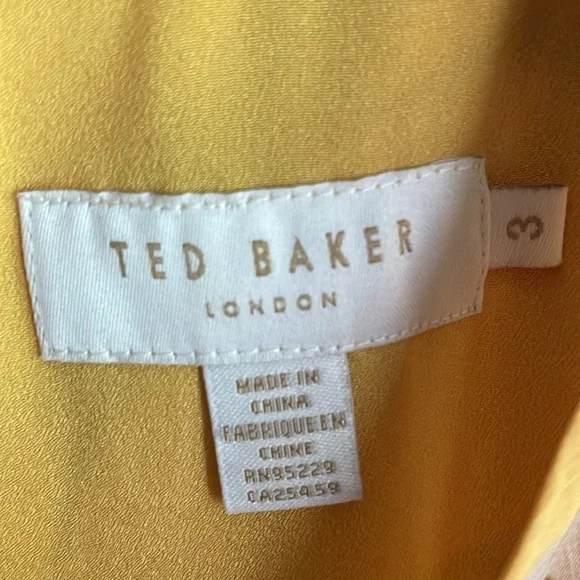 TED BAKER
LONDON
3
MADE IN
CHINA
FABRIQUE EN
CHINE
RN95229
CA25459